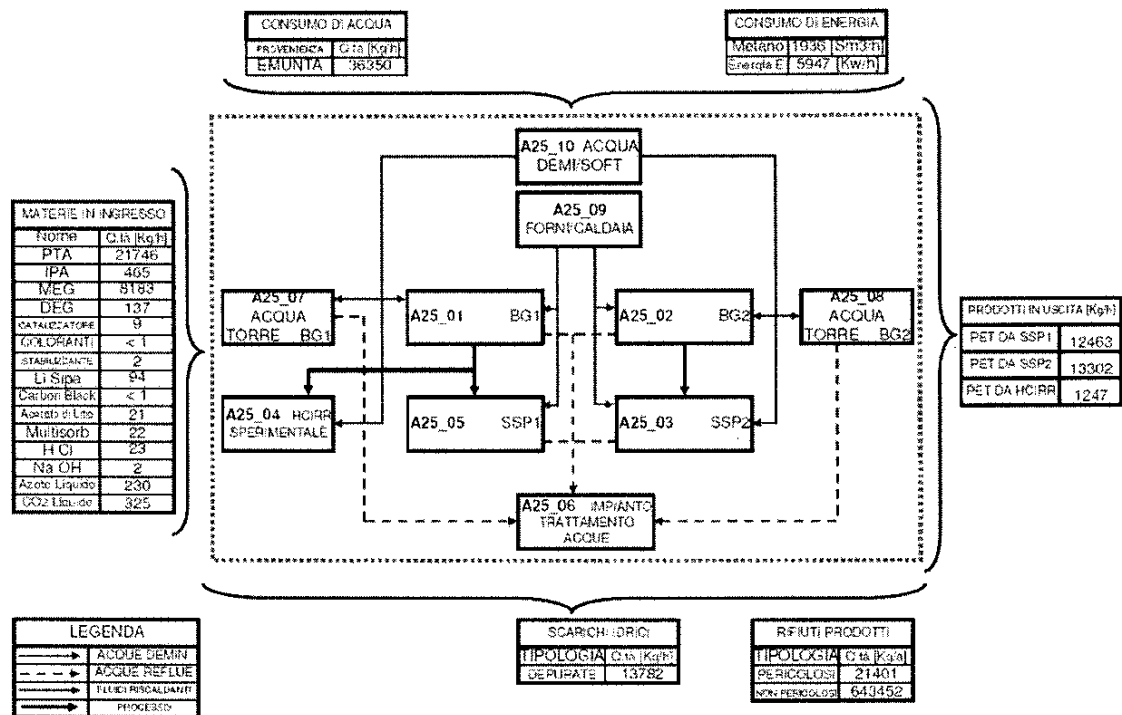 CONSUMO DI ACQUA
PROVENIENZA Q.tà [Kg/h]
EMUNTA 36350
CONSUMO DI ENERGIA
Metano 1936 [Sm3/h]
Energia E 5947 [Kw/h]
A25_10 ACQUA
DEMI/SOFT
A25_09
FORNI/CALDAIA
MATERIE IN INGRESSO
Nome Q.tà [Kg/h]
PTA 21746
IPA 465
MEG 8183
DEG 137
CATALIZZATORE 9
COLORANTI < 1
STABILIZZANTE 2
Li Sipa 94
Carbon Black < 1
Acetato di Litio 21
Multisorb 22
H Cl 23
Na OH 2
Azoto Liquido 230
CO2 Liquido 325
A25_07
ACQUA
TORRE BG1
A25_01 BG1
A25_02 BG2
A25_08
ACQUA
TORRE BG2
A25_04 HCIRR
SPERIMENTALE
A25_05 SSP1
A25_03 SSP2
A25_06 IMPIANTO
TRATTAMENTO
ACQUE
PRODOTTI IN USCITA [Kg/h]
PET DA SSP1 12463
PET DA SSP2 13302
PET DA HCIRR 1247
LEGENDA
ACQUE DEMIN
ACQUE REFLUE
FLUIDI RISCALDANTI
PROCESSO
SCARICHI IDRICI
TIPOLOGIA Q.tà [Kg/h]
DEPURATE 13782
RIFIUTI PRODOTTI
TIPOLOGIA Q.tà [Kg/a]
PERICOLOSI 21401
NON PERICOLOSI 643452